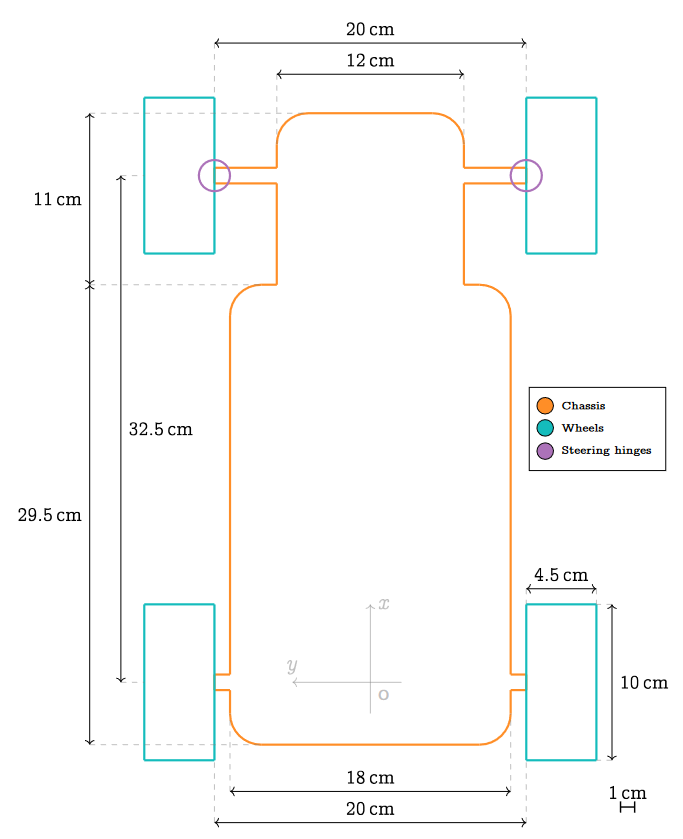 20 cm
12 cm
11 cm
32.5 cm
Chassis
Wheels
Steering hinges
29.5 cm
4.5 cm
x
y
o
10 cm
18 cm
1 cm
20 cm